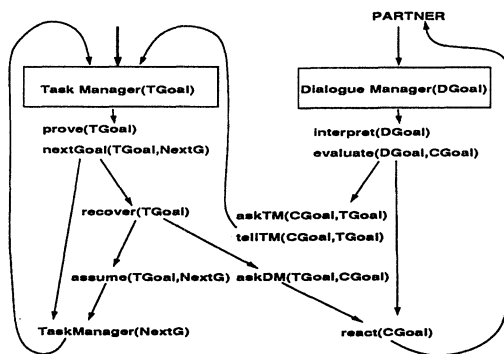 PARTNER
Task Manager(TGoal)
Dialogue Manager(DGoal)
prove(TGoal)
nextGoal(TGoal,NextG)
interpret(DGoal)
evaluate(DGoal,CGoal)
recover(TGoal)
askTM(CGoal,TGoal)
tellTM(CGoal,TGoal)
assume(TGoal,NextG)
askDM(TGoal,CGoal)
TaskManager(NextG)
react(CGoal)